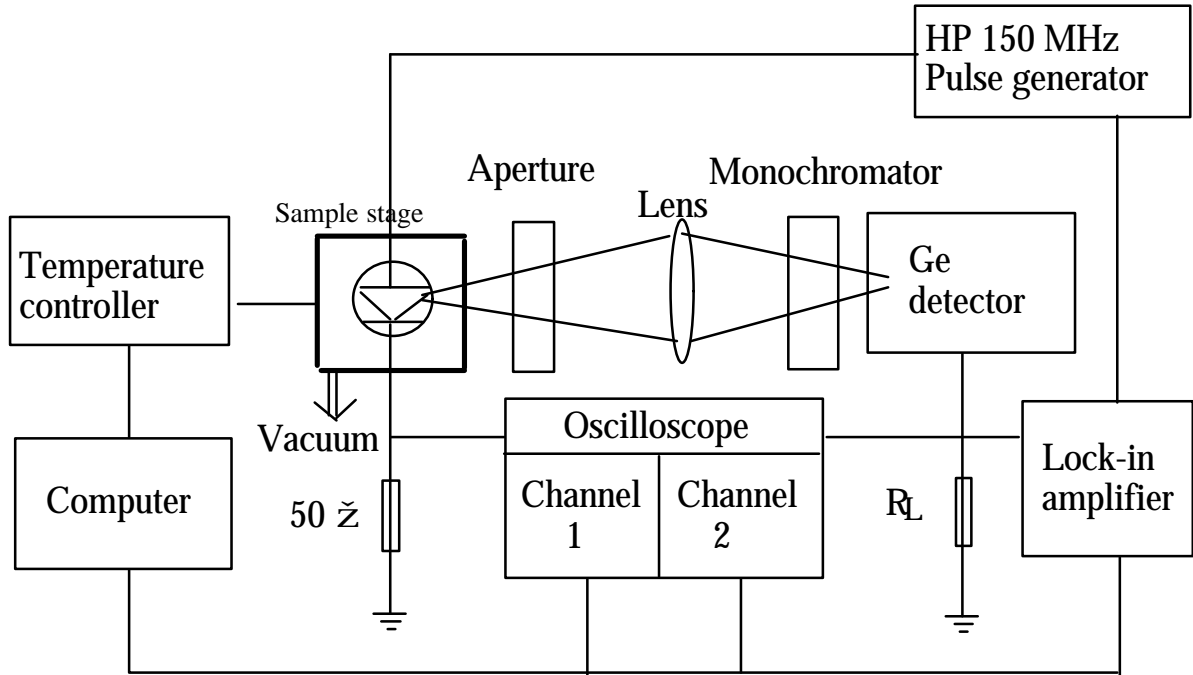 HP 150 MHz
Pulse generator
Aperture
Monochromator
Lens
Sample stage
Temperature
controller
Ge
detector
Vacuum
Oscilloscope
Computer
50 ž
Channel
1
Channel
2
RL
Lock-in
amplifier